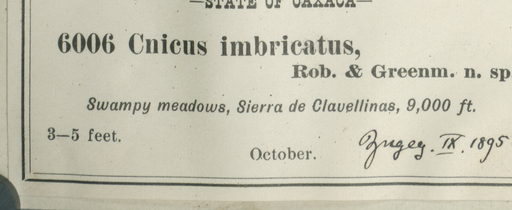 —STATE OF OAXACA—
6006 Cnicus imbricatus,
Rob. & Greenm. n. sp
Swampy meadows, Sierra de Clavellinas, 9,000 ft.
3–5 feet.
October.
IX. 1895